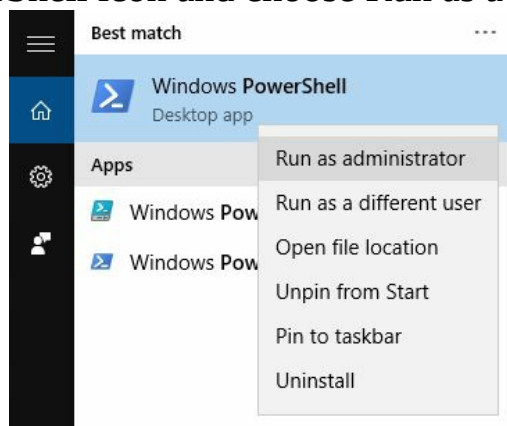 Best match
Windows PowerShell
Desktop app
Apps
Windows Pow
Windows Pow
Run as administrator
Run as a different user
Open file location
Unpin from Start
Pin to taskbar
Uninstall